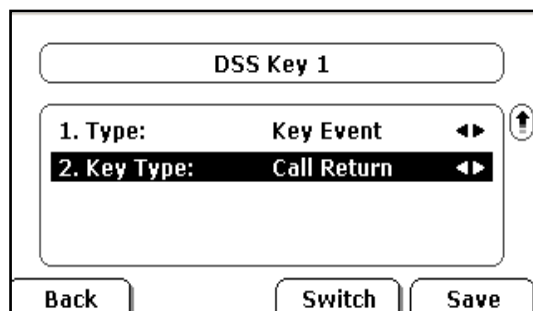 DSS Key 1
1. Type: Key Event
2. Key Type: Call Return
Back Switch Save